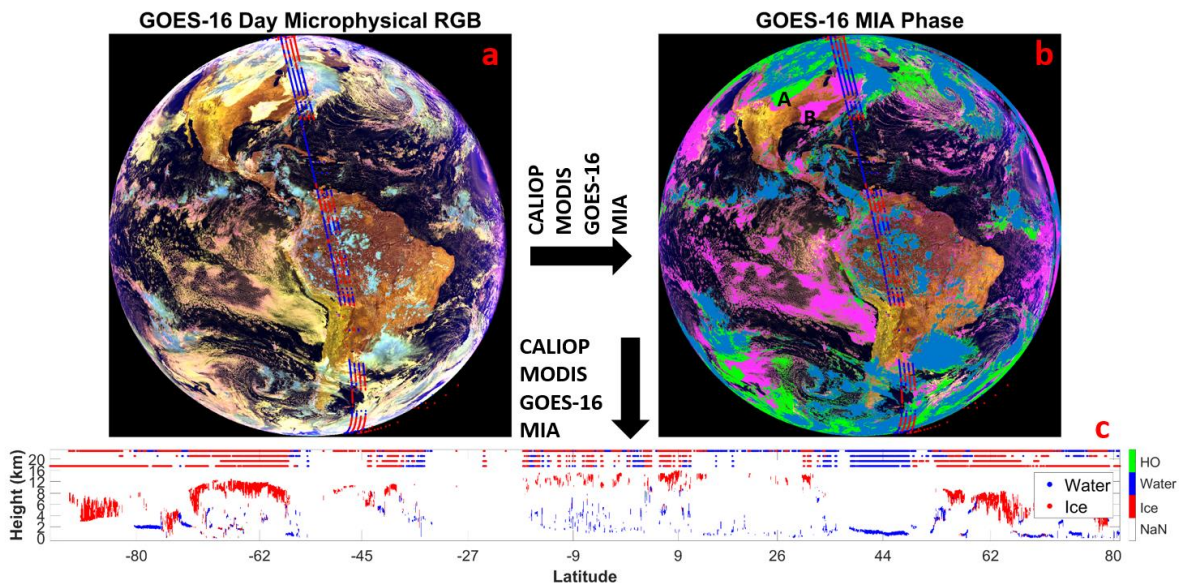 GOES-16 Day Microphysical RGB
GOES-16 MIA Phase
a
b
A
B
CALIOP
MODIS
GOES-16
MIA
CALIOP
MODIS
GOES-16
MIA
c
Height (km)
20
16
12
8
6
4
2
0
HO
Water
Ice
NaN
Water
Ice
-80
-62
-45
-27
-9
9
26
44
62
80
Latitude